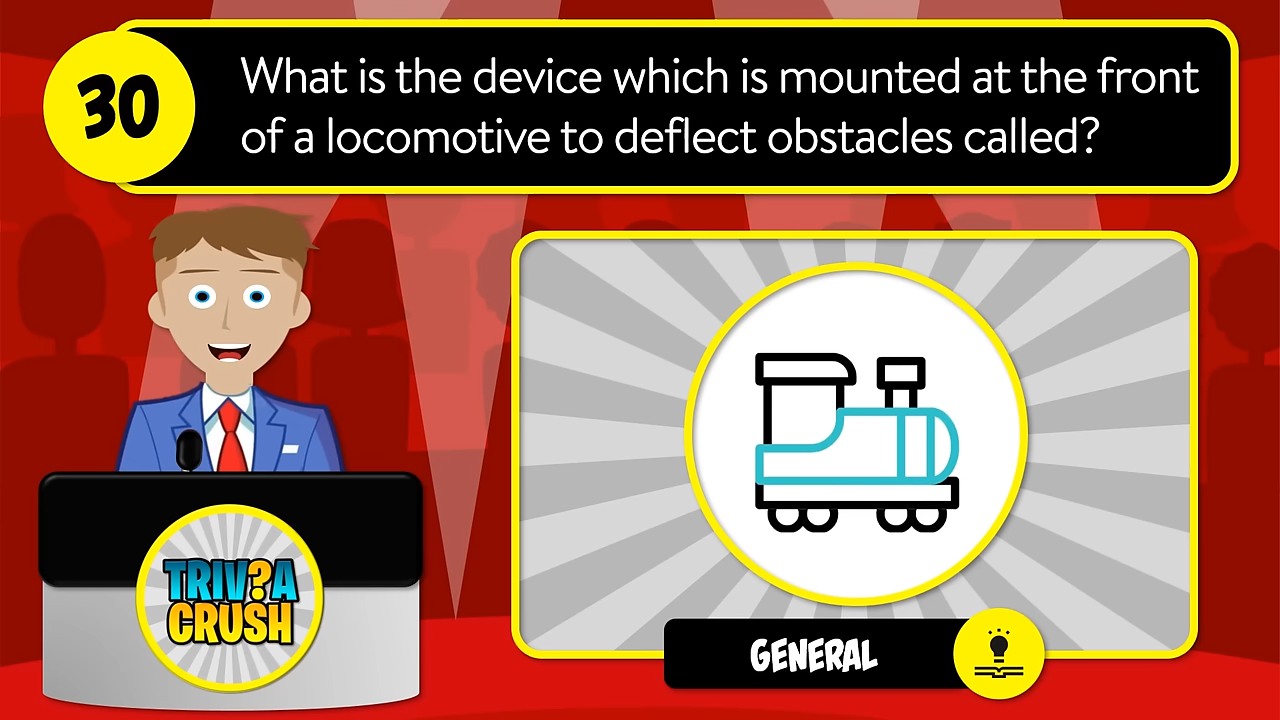 30
What is the device which is mounted at the front
of a locomotive to deflect obstacles called?
TRIV?A
CRUSH
GENERAL